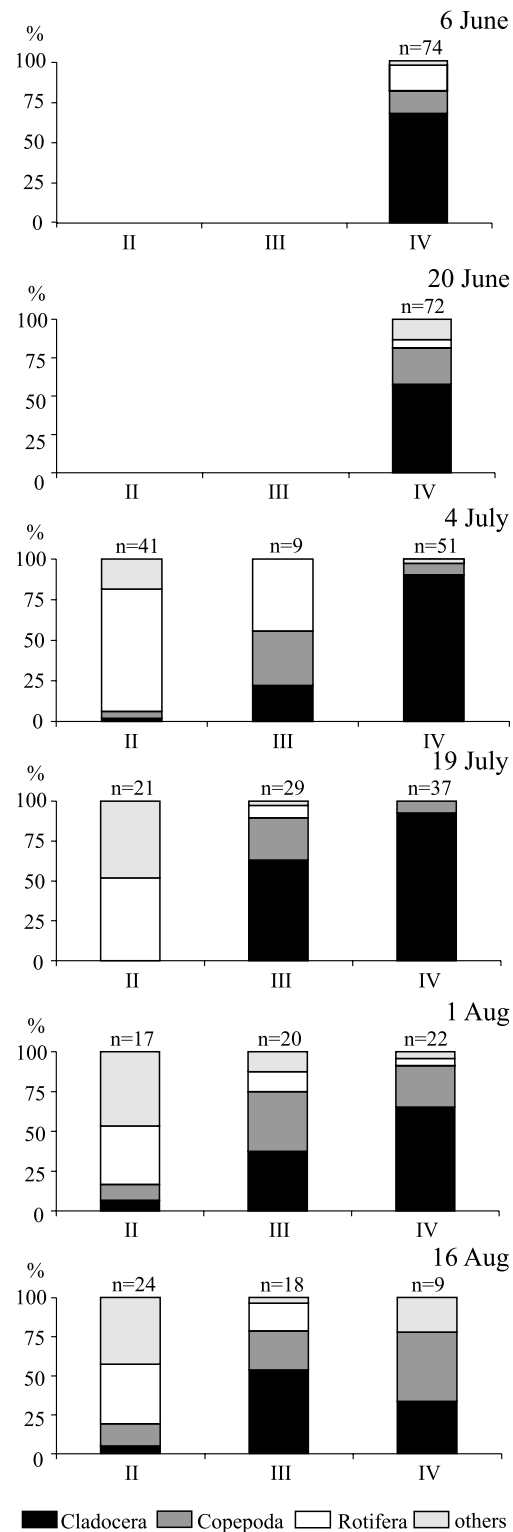 6 June
%
n=74
100
75
50
25
0
II III IV
20 June
%
n=72
100
75
50
25
0
II III IV
4 July
%
n=41 n=9 n=51
100
75
50
25
0
II III IV
19 July
%
n=21 n=29 n=37
100
75
50
25
0
II III IV
1 Aug
%
n=17 n=20 n=22
100
75
50
25
0
II III IV
16 Aug
%
n=24 n=18 n=9
100
75
50
25
0
II III IV
Cladocera Copepoda Rotifera others